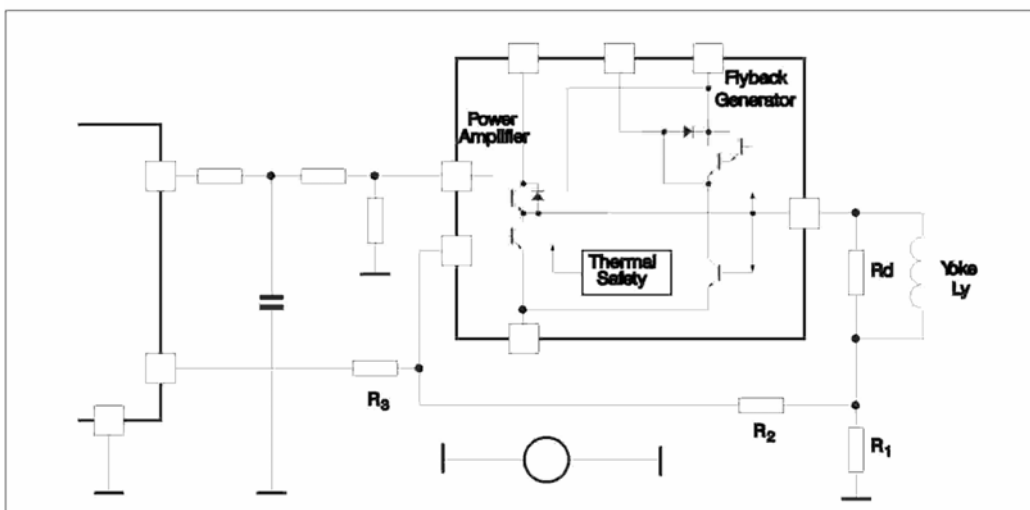 Flyback
Generator
Power
Amplifier
Thermal
Safety
Rd
Yoke
Ly
R3
R2
R1